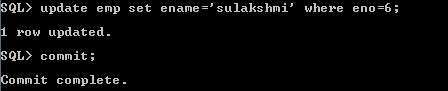 SQL> update emp set ename='sulakshmi' where eno=6;
1 row updated.
SQL> commit;
Commit complete.